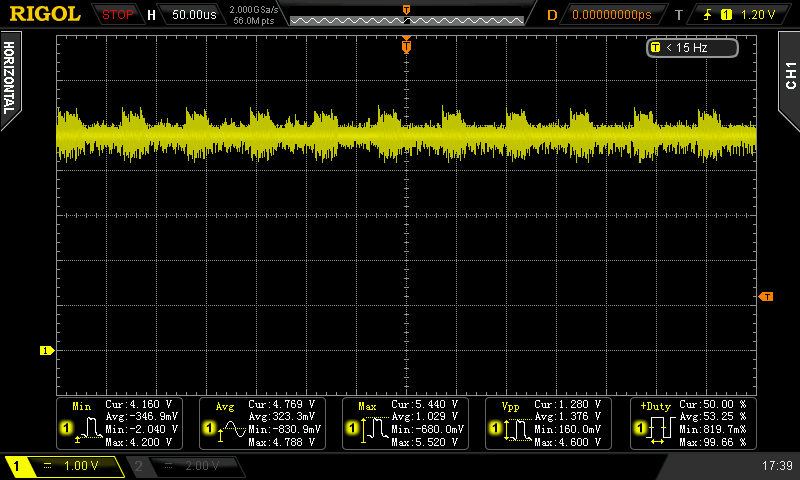 RIGOL STOP H 50.00us 2.000GSa/s 56.0M pts D 0.00000000ps T 1 1.20 V
HORIZONTAL
T < 15 Hz
CH1
T
T
1
Min Cur: 4.160 V
Avg:-346.9mV
Min:-2.040 V
Max: 4.200 V
1
Avg Cur: 4.769 V
Avg: 323.3mV
Min:-830.9mV
Max: 4.788 V
1
Max Cur: 5.440 V
Avg: 1.029 V
Min:-680.0mV
Max: 5.520 V
1
Vpp Cur: 1.280 V
Avg: 1.376 V
Min: 160.0mV
Max: 4.600 V
1
+Duty Cur: 50.00 %
Avg: 53.25 %
Min: 819.7m%
Max: 99.66 %
1
1 1.00 V 2 2.00 V 17:39